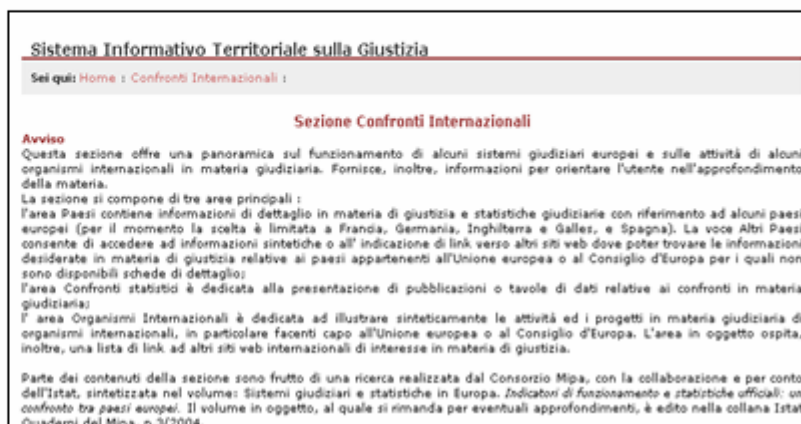 Sistema Informativo Territoriale sulla Giustizia
Sei qui: Home : Confronti Internazionali :
Sezione Confronti Internazionali
Avviso
Questa sezione offre una panoramica sul funzionamento di alcuni sistemi giudiziari europei e sulle attività di alcuni
organismi internazionali in materia giudiziaria. Fornisce, inoltre, informazioni per orientare l'utente nell'approfondimento
della materia.
La sezione si compone di tre aree principali :
l'area Paesi contiene informazioni di dettaglio in materia di giustizia e statistiche giudiziarie con riferimento ad alcuni paesi
europei (per il momento la scelta è limitata a Francia, Germania, Inghilterra e Galles, e Spagna). La voce Altri Paesi
consente di accedere ad informazioni sintetiche o all' indicazione di link verso altri siti web dove poter trovare le informazioni
desiderate in materia di giustizia relative ai paesi appartenenti all'Unione europea o al Consiglio d'Europa per i quali non
sono disponibili schede di dettaglio;
l'area Confronti statistici è dedicata alla presentazione di pubblicazioni o tavole di dati relative ai confronti in materia
giudiziaria;
l' area Organismi Internazionali è dedicata ad illustrare sinteticamente le attività ed i progetti in materia giudiziaria di
organismi internazionali, in particolare facenti capo all'Unione europea o al Consiglio d'Europa. L'area in oggetto ospita,
inoltre, una lista di link ad altri siti web internazionali di interesse in materia di giustizia.
Parte dei contenuti della sezione sono frutto di una ricerca realizzata dal Consorzio Mipa, con la collaborazione e per conto
dell'Istat, sintetizzata nel volume: Sistemi giudiziari e statistiche in Europa. Indicatori di funzionamento e statistiche ufficiali: un
confronto tra paesi europei. Il volume in oggetto, al quale si rimanda per eventuali approfondimenti, è edito nella collana Istat
Quaderni del Mipa, n.3/2004.